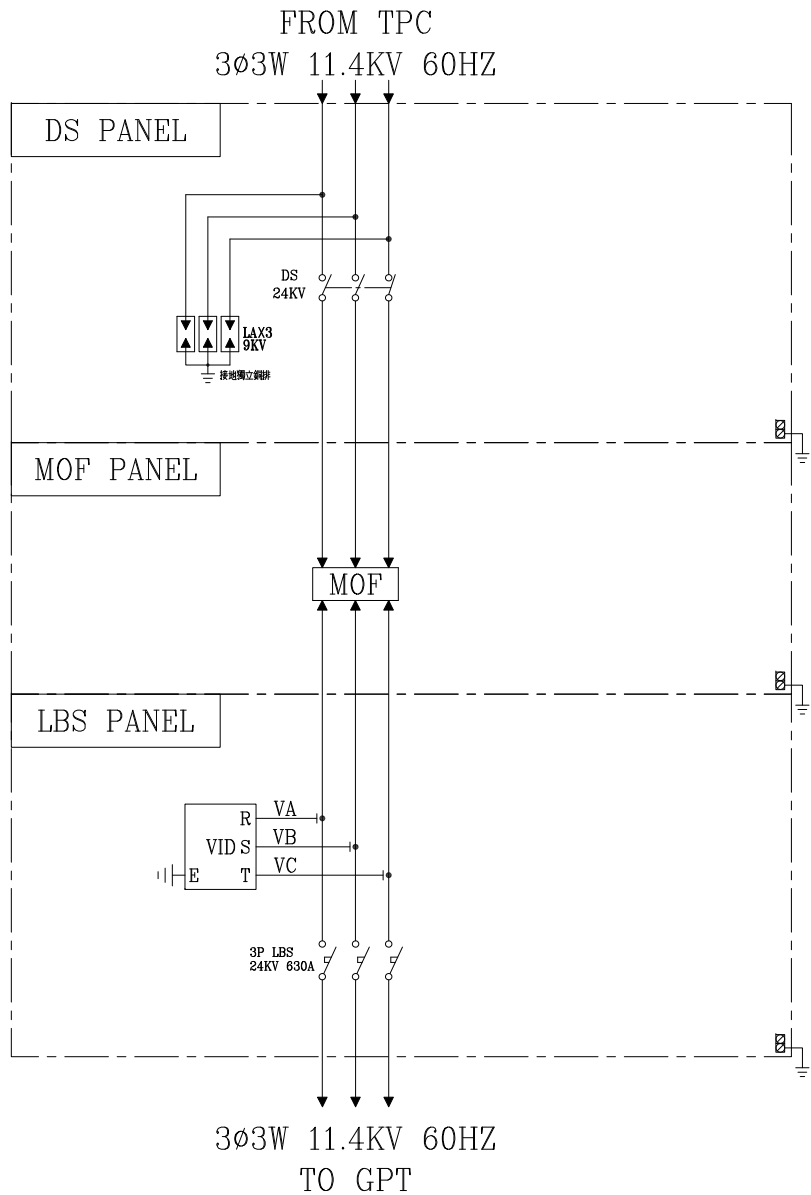 FROM TPC
3ø3W 11.4KV 60HZ
DS PANEL
DS
24KV
LAX3
9KV
接地獨立銅排
MOF PANEL
MOF
LBS PANEL
R VA
VID S VB
E T VC
3P LBS
24KV 630A
3ø3W 11.4KV 60HZ
TO GPT